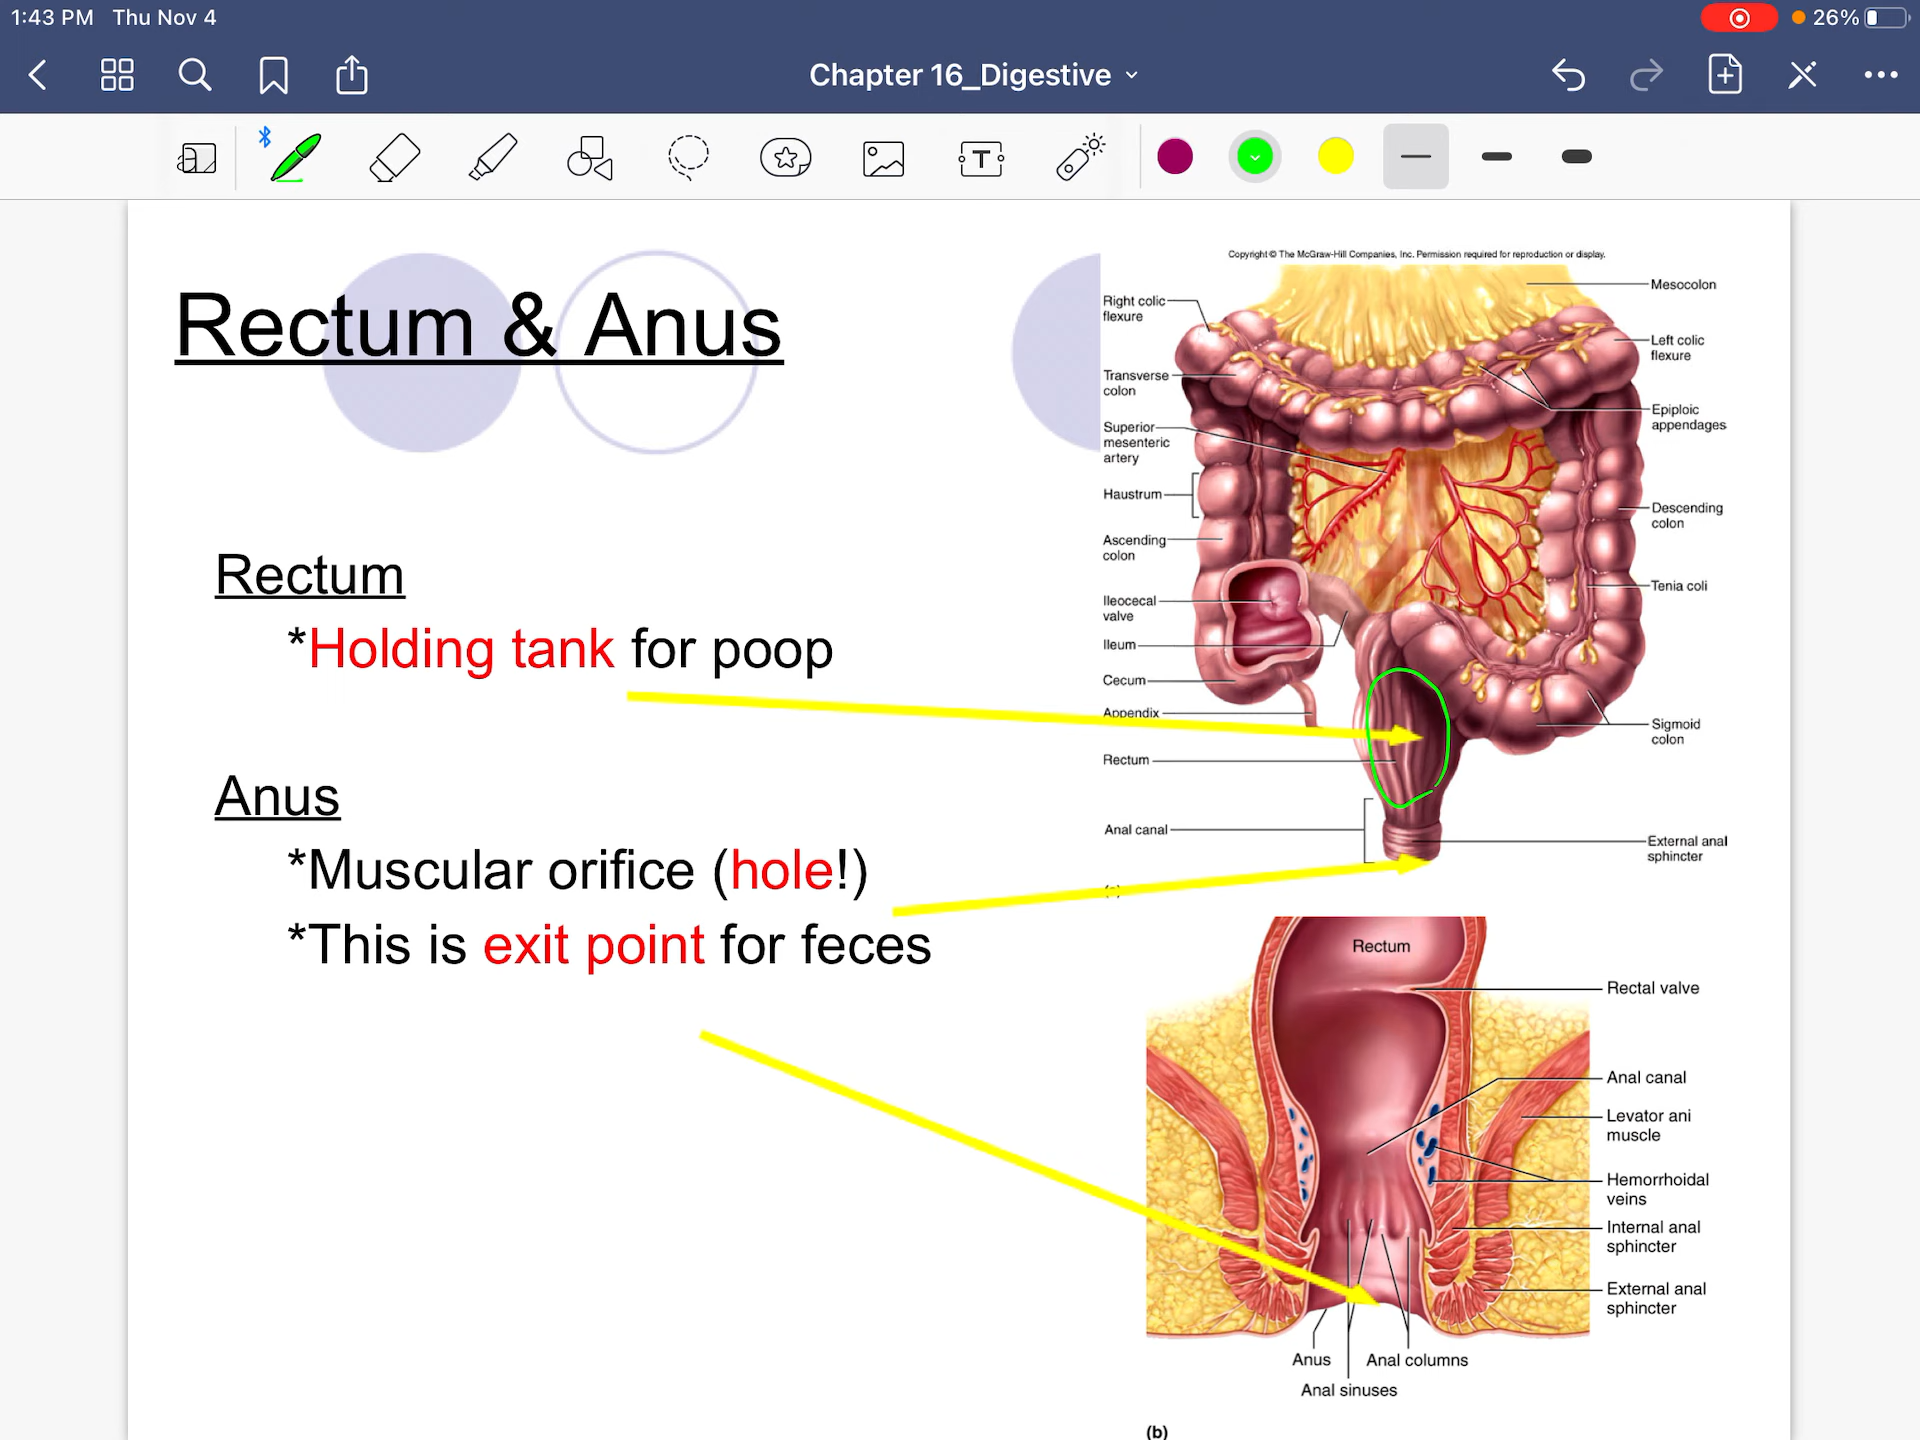 1:43 PM Thu Nov 4
26%
Chapter 16_Digestive
Rectum & Anus
Rectum
*Holding tank for poop
Anus
*Muscular orifice (hole!)
*This is exit point for feces
Copyright © The McGraw-Hill Companies, Inc. Permission required for reproduction or display.
Right colic
flexure
Transverse
colon
Superior
mesenteric
artery
Haustrum
Ascending
colon
Ileocecal
valve
Ileum
Cecum
Appendix
Rectum
Anal canal
Mesocolon
Left colic
flexure
Epiploic
appendages
Descending
colon
Tenia coli
Sigmoid
colon
External anal
sphincter
(a)
Rectum
Rectal valve
Anal canal
Levator ani
muscle
Hemorrhoidal
veins
Internal anal
sphincter
External anal
sphincter
Anus
Anal columns
Anal sinuses
(b)